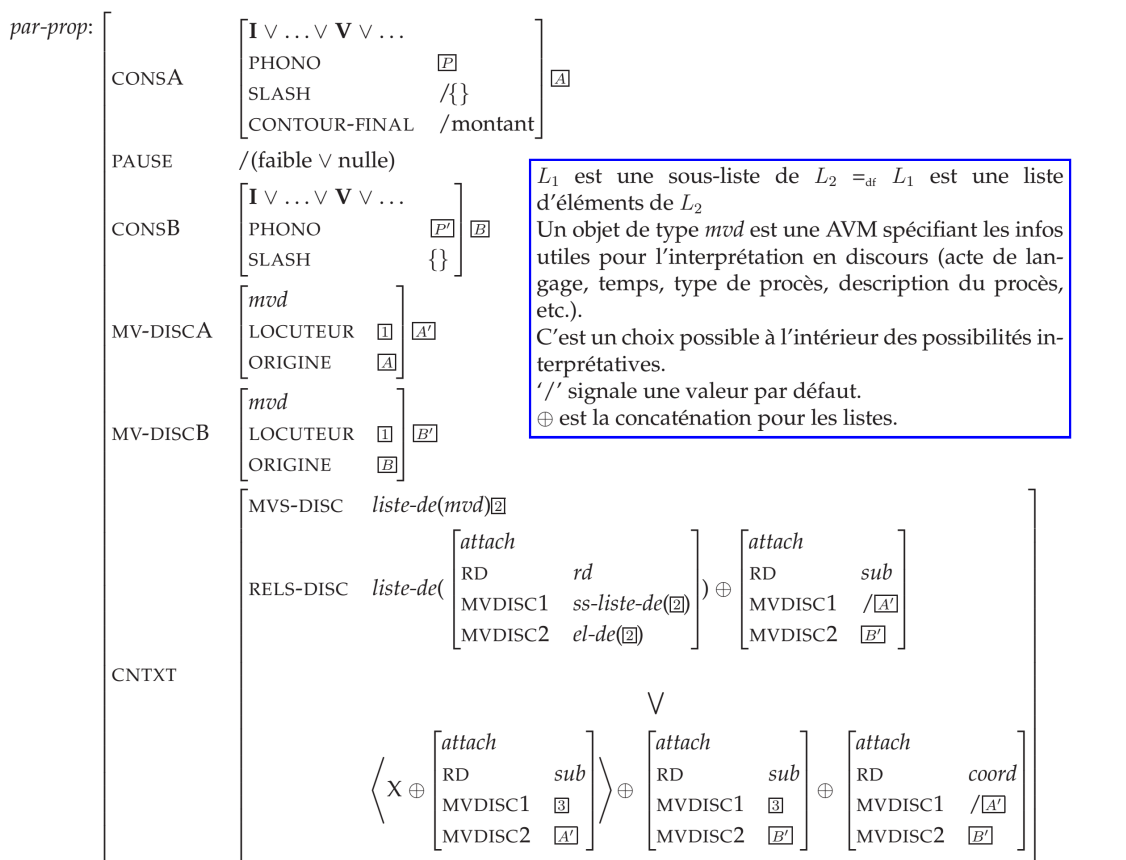 par-prop:
I ∨ … ∨ V ∨ …
PHONO P
CONSA A
SLASH /{}
CONTOUR-FINAL /montant
PAUSE /(faible ∨ nulle)
I ∨ … ∨ V ∨ …
CONSB PHONO P′ B
SLASH {}
L1 est une sous-liste de L2 =df L1 est une liste
d'éléments de L2
Un objet de type mvd est une AVM spécifiant les infos
utiles pour l'interprétation en discours (acte de lan-
gage, temps, type de procès, description du procès,
etc.).
C'est un choix possible à l'intérieur des possibilités in-
terprétatives.
'/' signale une valeur par défaut.
⊕ est la concaténation pour les listes.
mvd
MV-DISCA LOCUTEUR 1 A′
ORIGINE A
mvd
MV-DISCB LOCUTEUR 1 B′
ORIGINE B
CNTXT
MVS-DISC liste-de(mvd)2
attach attach
RD rd RD sub
RELS-DISC liste-de( ) ⊕
MVDISC1 ss-liste-de(2) MVDISC1 /A′
MVDISC2 el-de(2) MVDISC2 B′
∨
attach attach attach
RD sub RD sub RD coord
⟨X ⊕ ⟩ ⊕ ⊕
MVDISC1 3 MVDISC1 3 MVDISC1 /A′
MVDISC2 A′ MVDISC2 B′ MVDISC2 B′